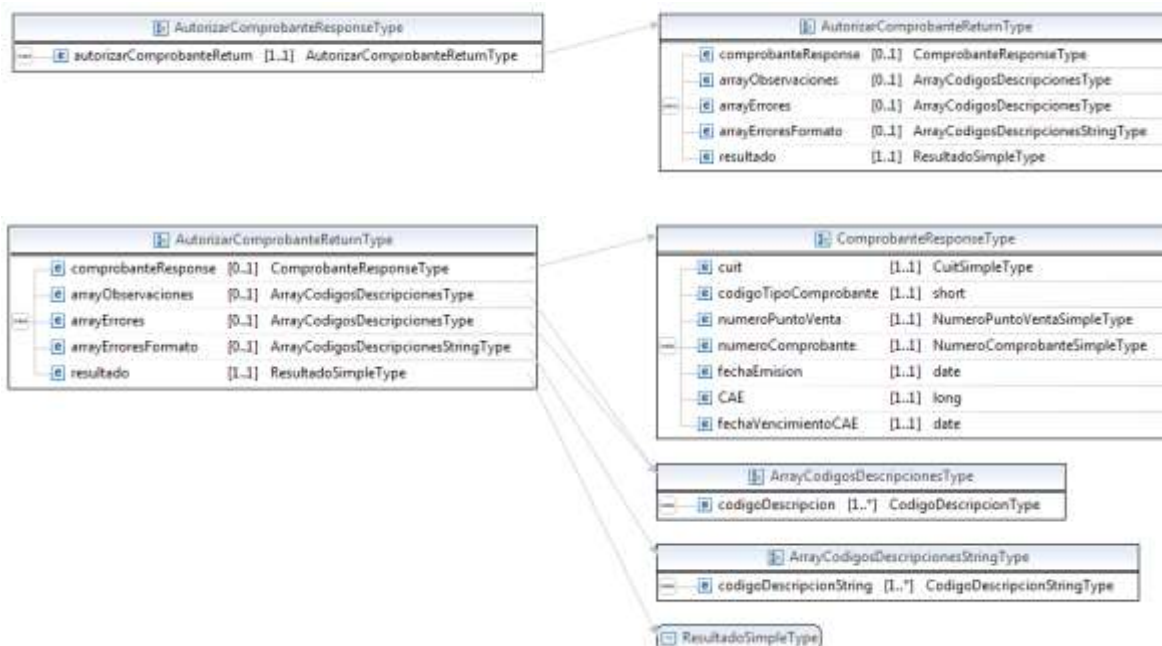 AutorizarComprobanteResponseType
autorizarComprobanteReturn [1..1] AutorizarComprobanteReturnType
AutorizarComprobanteReturnType
comprobanteResponse [0..1] ComprobanteResponseType
arrayObservaciones [0..1] ArrayCodigosDescripcionesType
arrayErrores [0..1] ArrayCodigosDescripcionesType
arrayErroresFormato [0..1] ArrayCodigosDescripcionesStringType
resultado [1..1] ResultadoSimpleType
AutorizarComprobanteReturnType
comprobanteResponse [0..1] ComprobanteResponseType
arrayObservaciones [0..1] ArrayCodigosDescripcionesType
arrayErrores [0..1] ArrayCodigosDescripcionesType
arrayErroresFormato [0..1] ArrayCodigosDescripcionesStringType
resultado [1..1] ResultadoSimpleType
ComprobanteResponseType
cuit [1..1] CuitSimpleType
codigoTipoComprobante [1..1] short
numeroPuntoVenta [1..1] NumeroPuntoVentaSimpleType
numeroComprobante [1..1] NumeroComprobanteSimpleType
fechaEmision [1..1] date
CAE [1..1] long
fechaVencimientoCAE [1..1] date
ArrayCodigosDescripcionesType
codigoDescripcion [1..*] CodigoDescripcionType
ArrayCodigosDescripcionesStringType
codigoDescripcionString [1..*] CodigoDescripcionStringType
ResultadoSimpleType